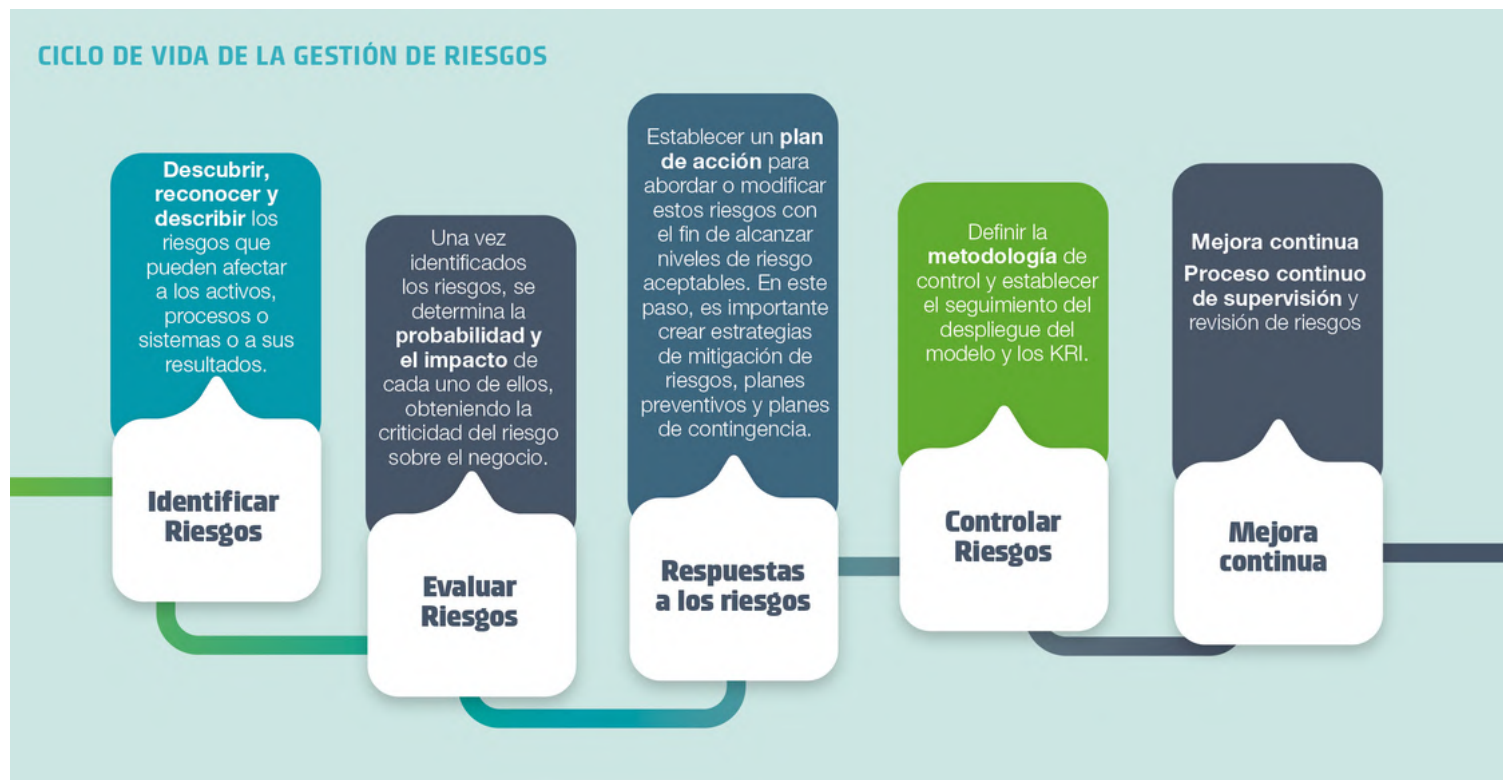 CICLO DE VIDA DE LA GESTIÓN DE RIESGOS
Descubrir,
reconocer y
describir los
riesgos que
pueden afectar
a los activos,
procesos o
sistemas o a sus
resultados.
Identificar
Riesgos
Una vez
identificados
los riesgos, se
determina la
probabilidad y
el impacto de
cada uno de ellos,
obteniendo la
criticidad del riesgo
sobre el negocio.
Evaluar
Riesgos
Establecer un plan
de acción para
abordar o modificar
estos riesgos con
el fin de alcanzar
niveles de riesgo
aceptables. En este
paso, es importante
crear estrategias
de mitigación de
riesgos, planes
preventivos y planes
de contingencia.
Respuestas
a los riesgos
Definir la
metodología de
control y establecer
el seguimiento del
despliegue del
modelo y los KRI.
Controlar
Riesgos
Mejora continua
Proceso continuo
de supervisión y
revisión de riesgos
Mejora
continua